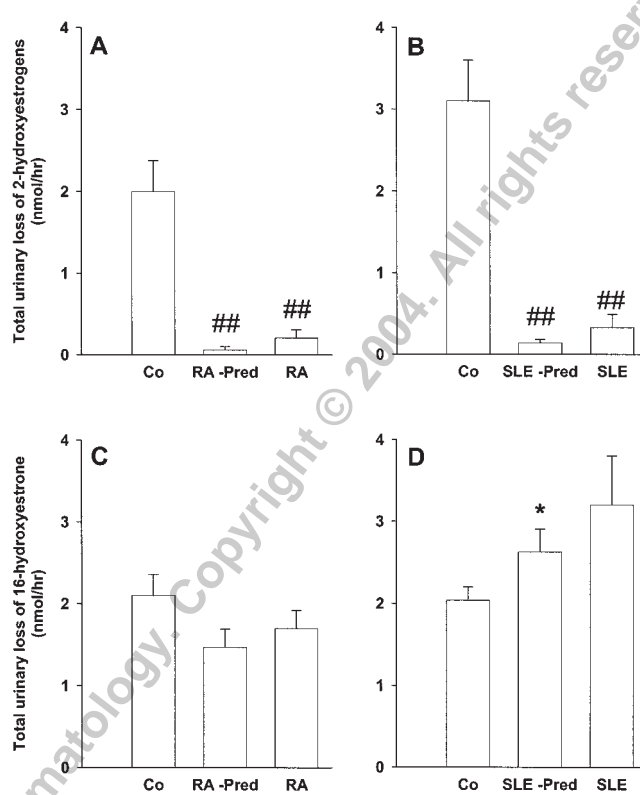 A
Total urinary loss of 2-hydroxyestrogens
(nmol/hr)
4
3
2
1
0
##
##
Co RA -Pred RA
B
4
3
2
1
0
##
##
Co SLE -Pred SLE
C
Total urinary loss of 16-hydroxyestrone
(nmol/hr)
4
3
2
1
0
Co RA -Pred RA
D
4
3
2
1
0
*
Co SLE -Pred SLE
matology. Copyright © 2004. All rights reser